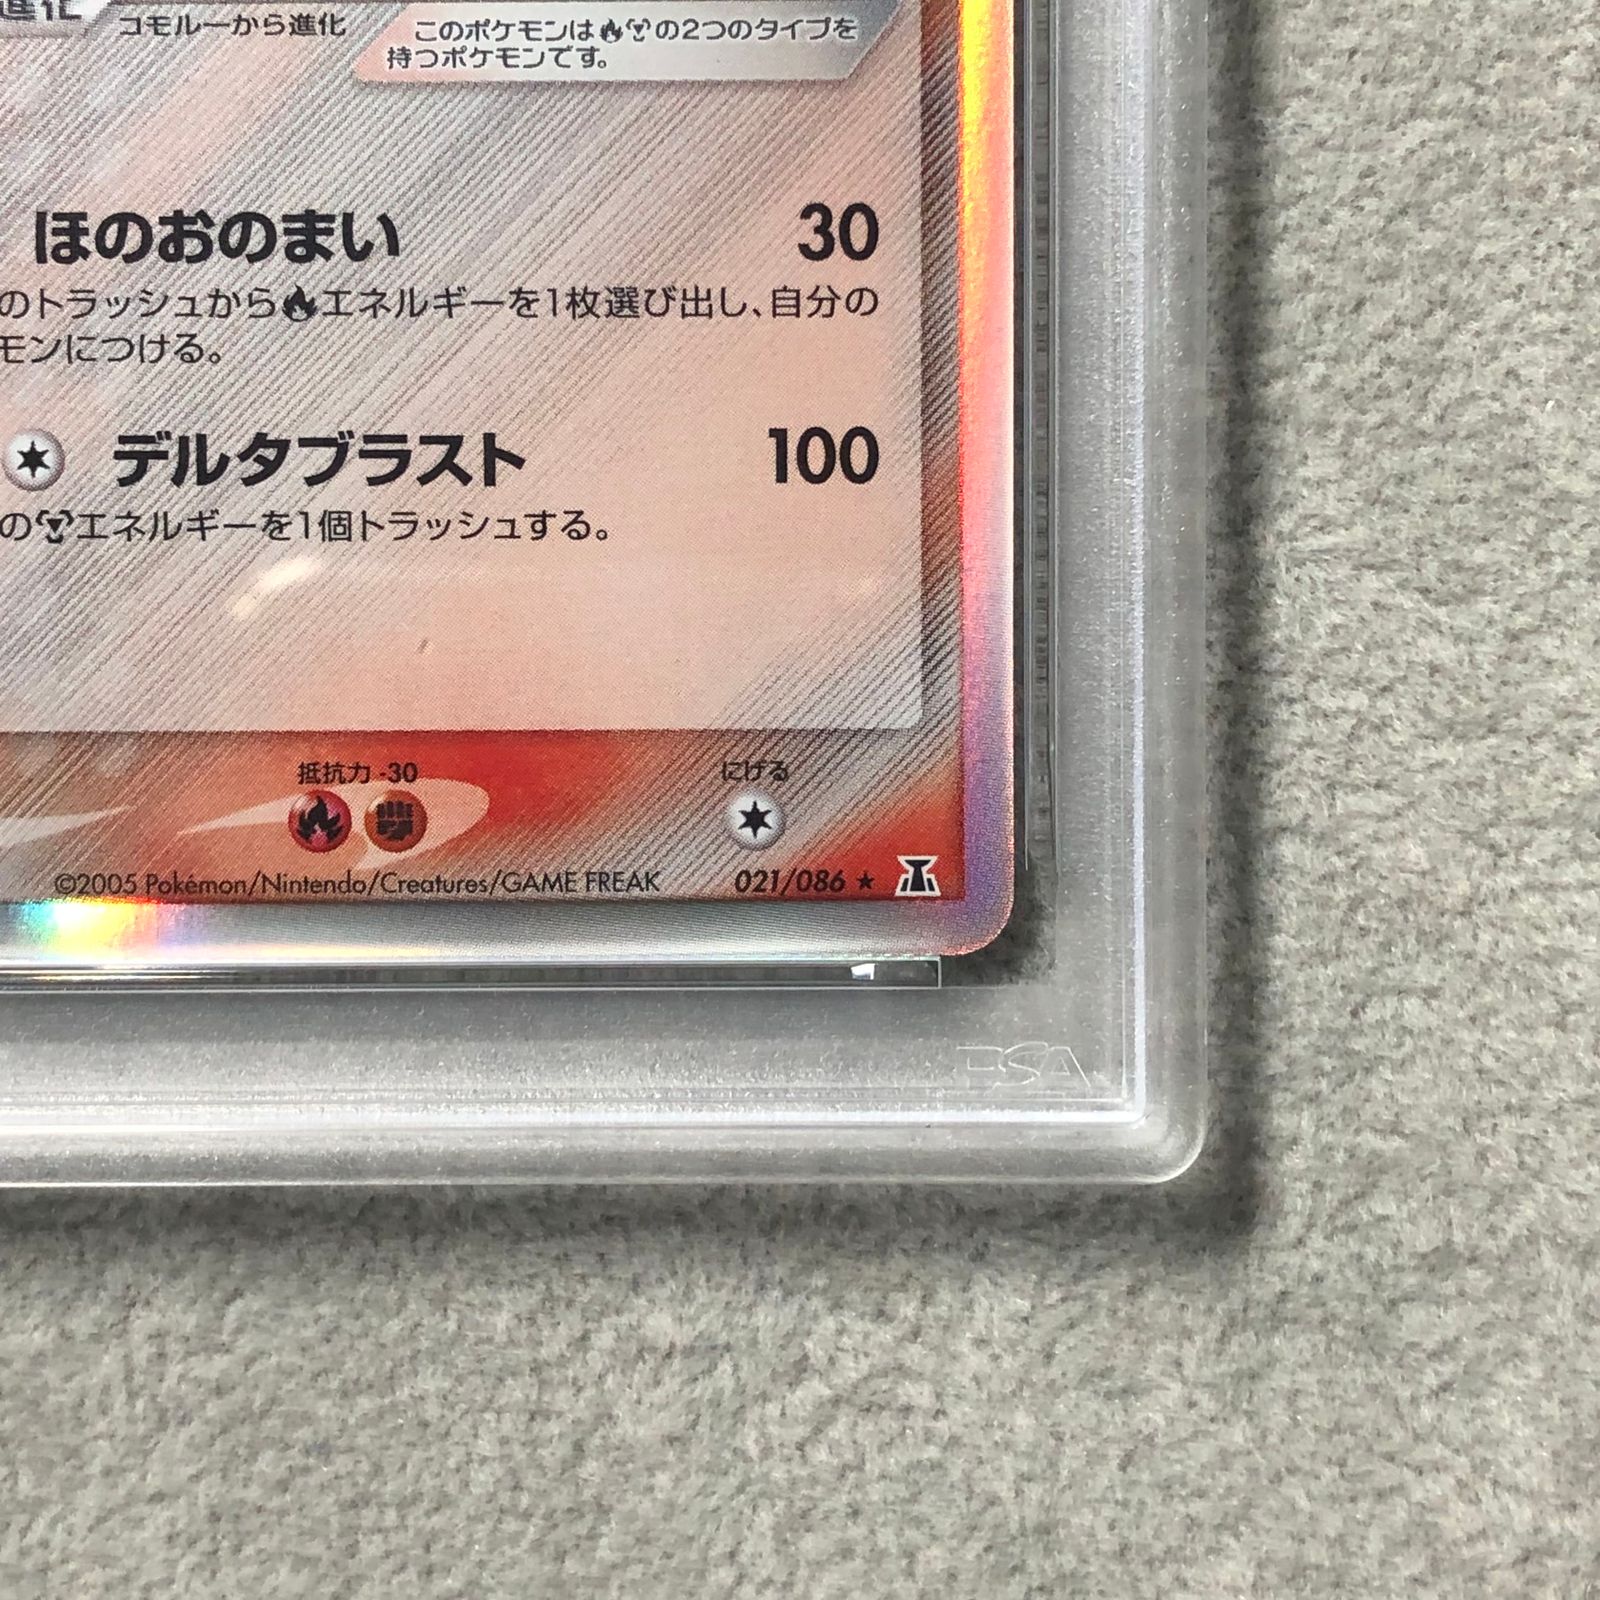 進化
コモルーから進化
このポケモンはの2つのタイプを
持つポケモンです。
ほのおのまい 30
のトラッシュからエネルギーを1枚選び出し、自分の
モンにつける。
デルタブラスト 100
のエネルギーを1個トラッシュする。
抵抗力 -30
にげる
©2005 Pokémon/Nintendo/Creatures/GAME FREAK
021/086 ★
PSA